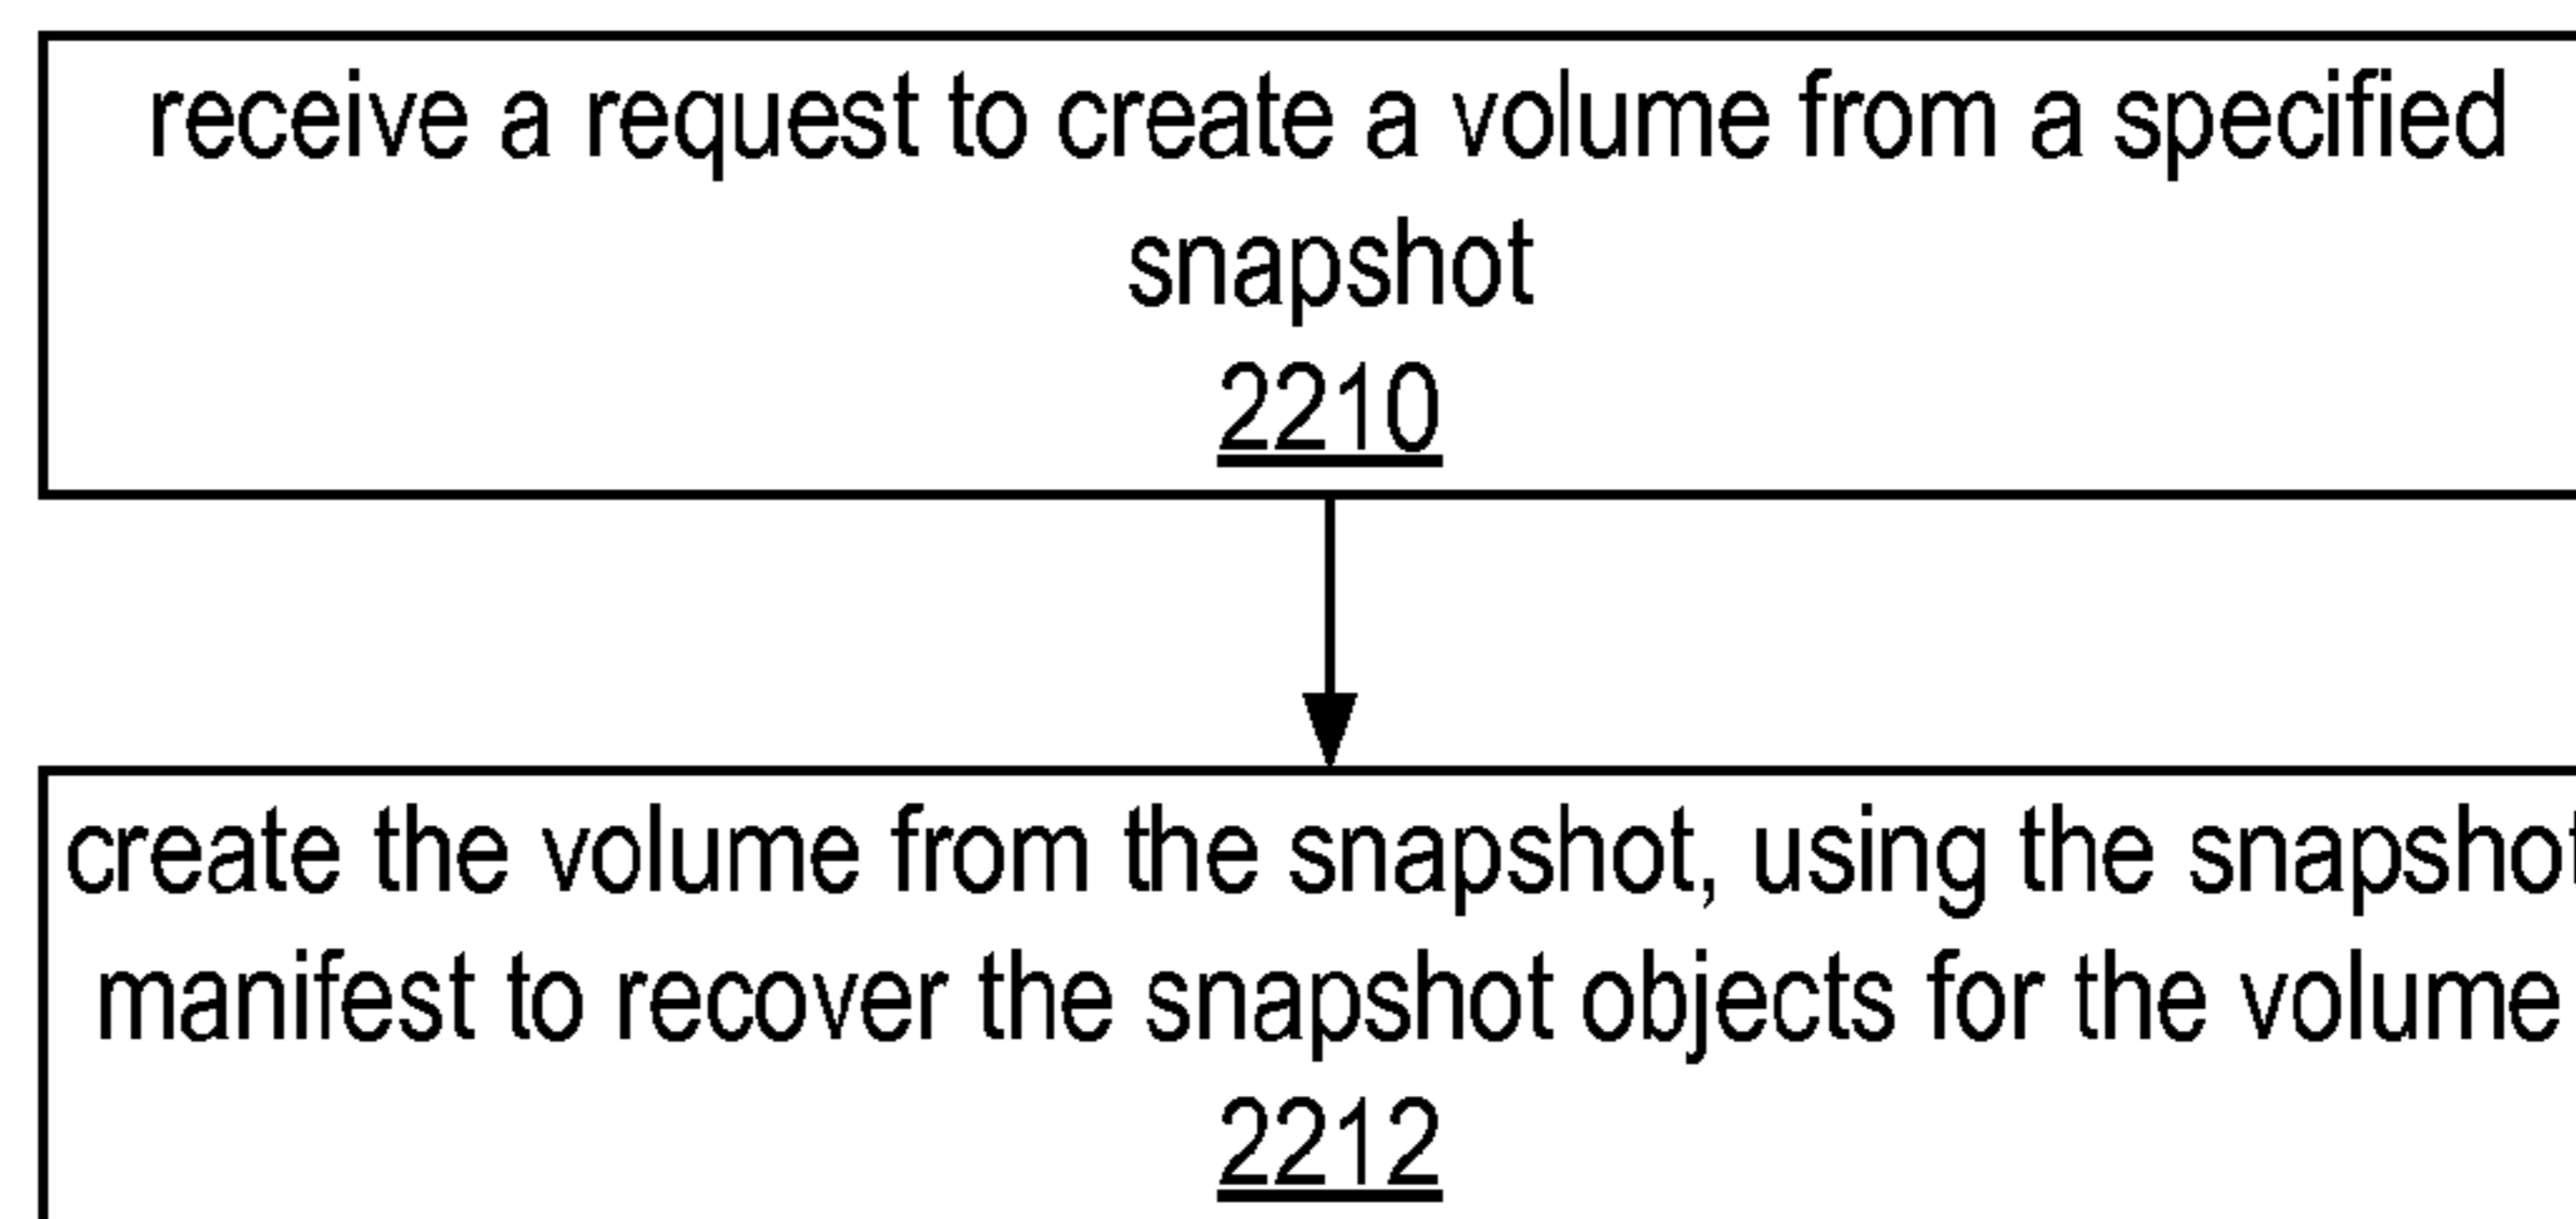 receive a request to create a volume from a specified
snapshot
2210
create the volume from the snapshot, using the snapshot
manifest to recover the snapshot objects for the volume
2212